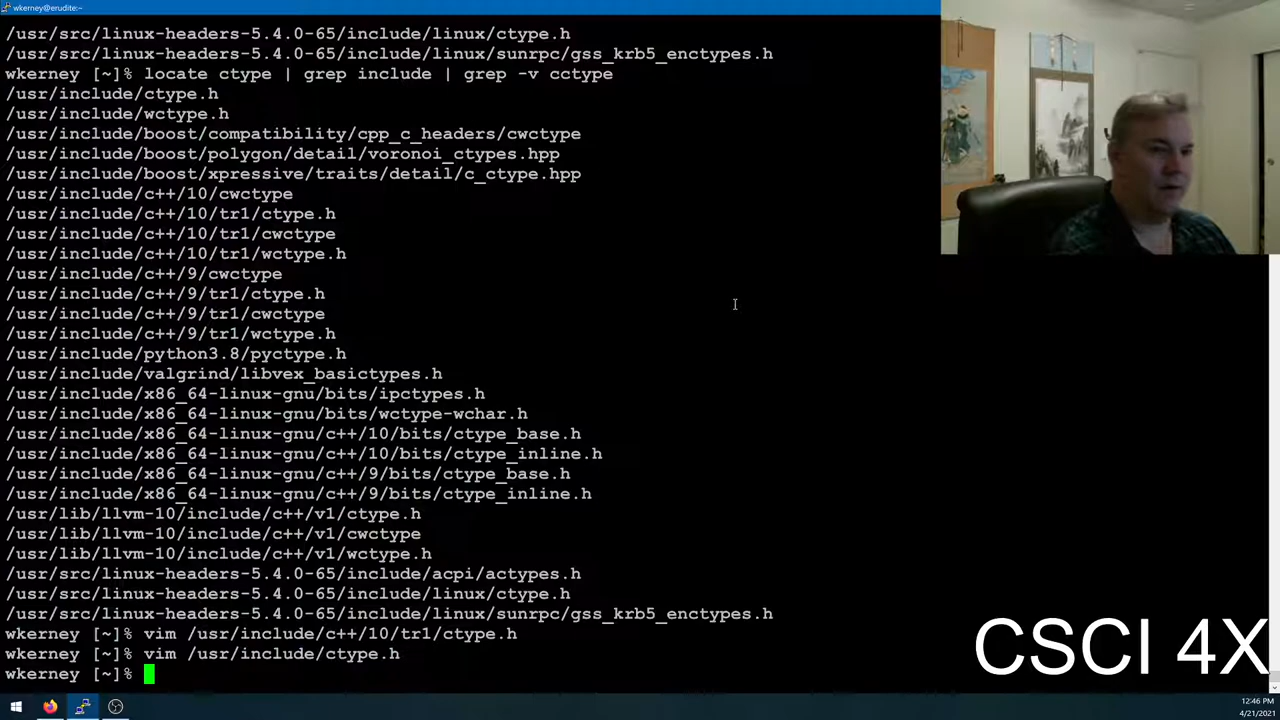 wkerney@erudite:~
/usr/src/linux-headers-5.4.0-65/include/linux/ctype.h
/usr/src/linux-headers-5.4.0-65/include/linux/sunrpc/gss_krb5_enctypes.h
wkerney [~]% locate ctype | grep include | grep -v cctype
/usr/include/ctype.h
/usr/include/wctype.h
/usr/include/boost/compatibility/cpp_c_headers/cwctype
/usr/include/boost/polygon/detail/voronoi_ctypes.hpp
/usr/include/boost/xpressive/traits/detail/c_ctype.hpp
/usr/include/c++/10/cwctype
/usr/include/c++/10/tr1/ctype.h
/usr/include/c++/10/tr1/cwctype
/usr/include/c++/10/tr1/wctype.h
/usr/include/c++/9/cwctype
/usr/include/c++/9/tr1/ctype.h
/usr/include/c++/9/tr1/cwctype
/usr/include/c++/9/tr1/wctype.h
/usr/include/python3.8/pyctype.h
/usr/include/valgrind/libvex_basictypes.h
/usr/include/x86_64-linux-gnu/bits/ipctypes.h
/usr/include/x86_64-linux-gnu/bits/wctype-wchar.h
/usr/include/x86_64-linux-gnu/c++/10/bits/ctype_base.h
/usr/include/x86_64-linux-gnu/c++/10/bits/ctype_inline.h
/usr/include/x86_64-linux-gnu/c++/9/bits/ctype_base.h
/usr/include/x86_64-linux-gnu/c++/9/bits/ctype_inline.h
/usr/lib/llvm-10/include/c++/v1/ctype.h
/usr/lib/llvm-10/include/c++/v1/cwctype
/usr/lib/llvm-10/include/c++/v1/wctype.h
/usr/src/linux-headers-5.4.0-65/include/acpi/actypes.h
/usr/src/linux-headers-5.4.0-65/include/linux/ctype.h
/usr/src/linux-headers-5.4.0-65/include/linux/sunrpc/gss_krb5_enctypes.h
wkerney [~]% vim /usr/include/c++/10/tr1/ctype.h
wkerney [~]% vim /usr/include/ctype.h
wkerney [~]%
CSCI 4X
12:46 PM
4/21/2021